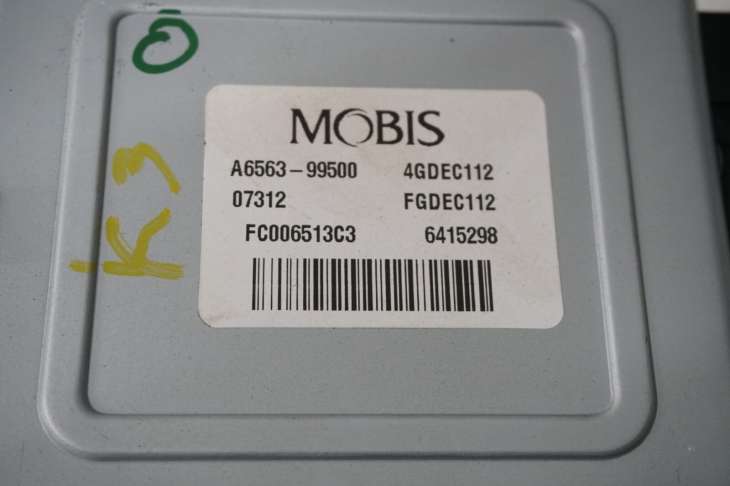 MOBIS
A6563-99500 4GDEC112
07312 FGDEC112
FC006513C3 6415298
K3